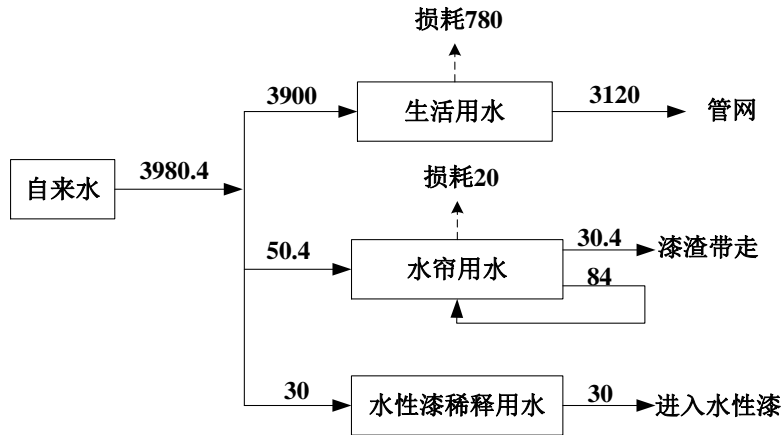 损耗780
3900
生活用水
3120
管网
自来水
3980.4
损耗20
50.4
水帘用水
30.4
漆渣带走
84
30
水性漆稀释用水
30
进入水性漆